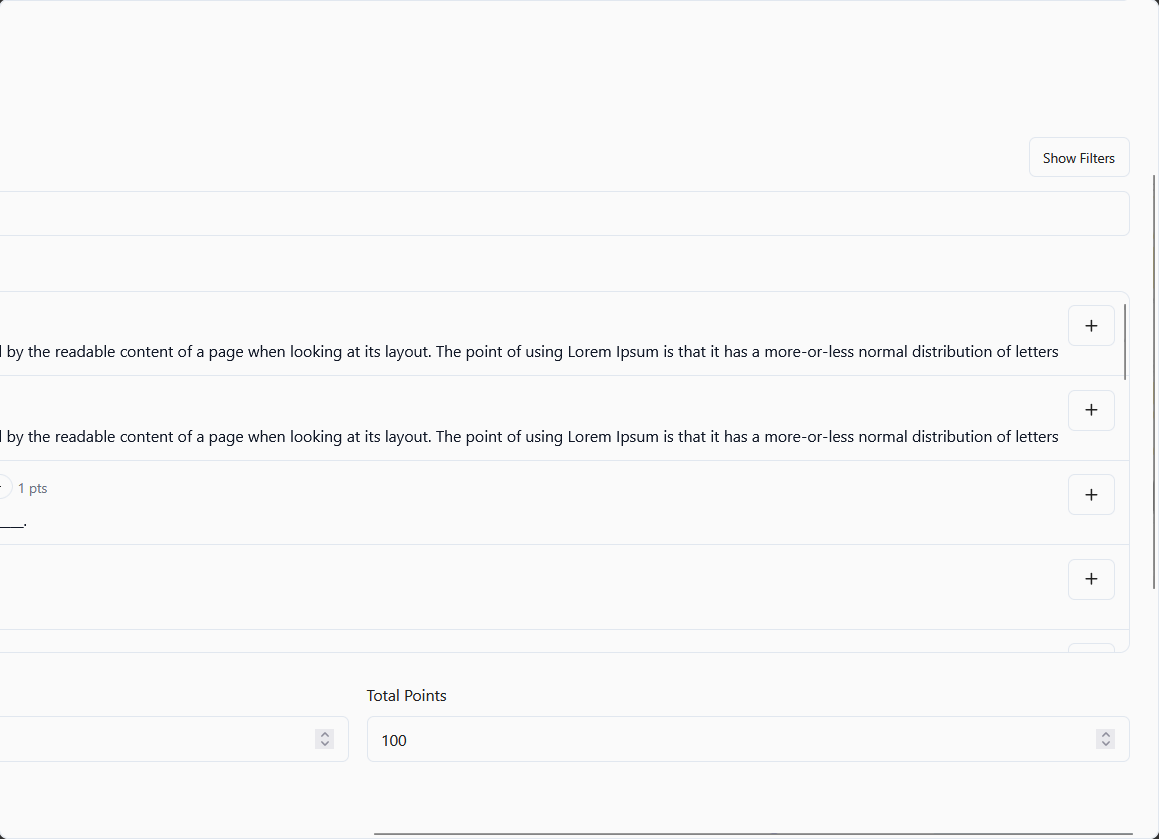 Show Filters
by the readable content of a page when looking at its layout. The point of using Lorem Ipsum is that it has a more-or-less normal distribution of letters
by the readable content of a page when looking at its layout. The point of using Lorem Ipsum is that it has a more-or-less normal distribution of letters
1 pts
____.
Total Points
100